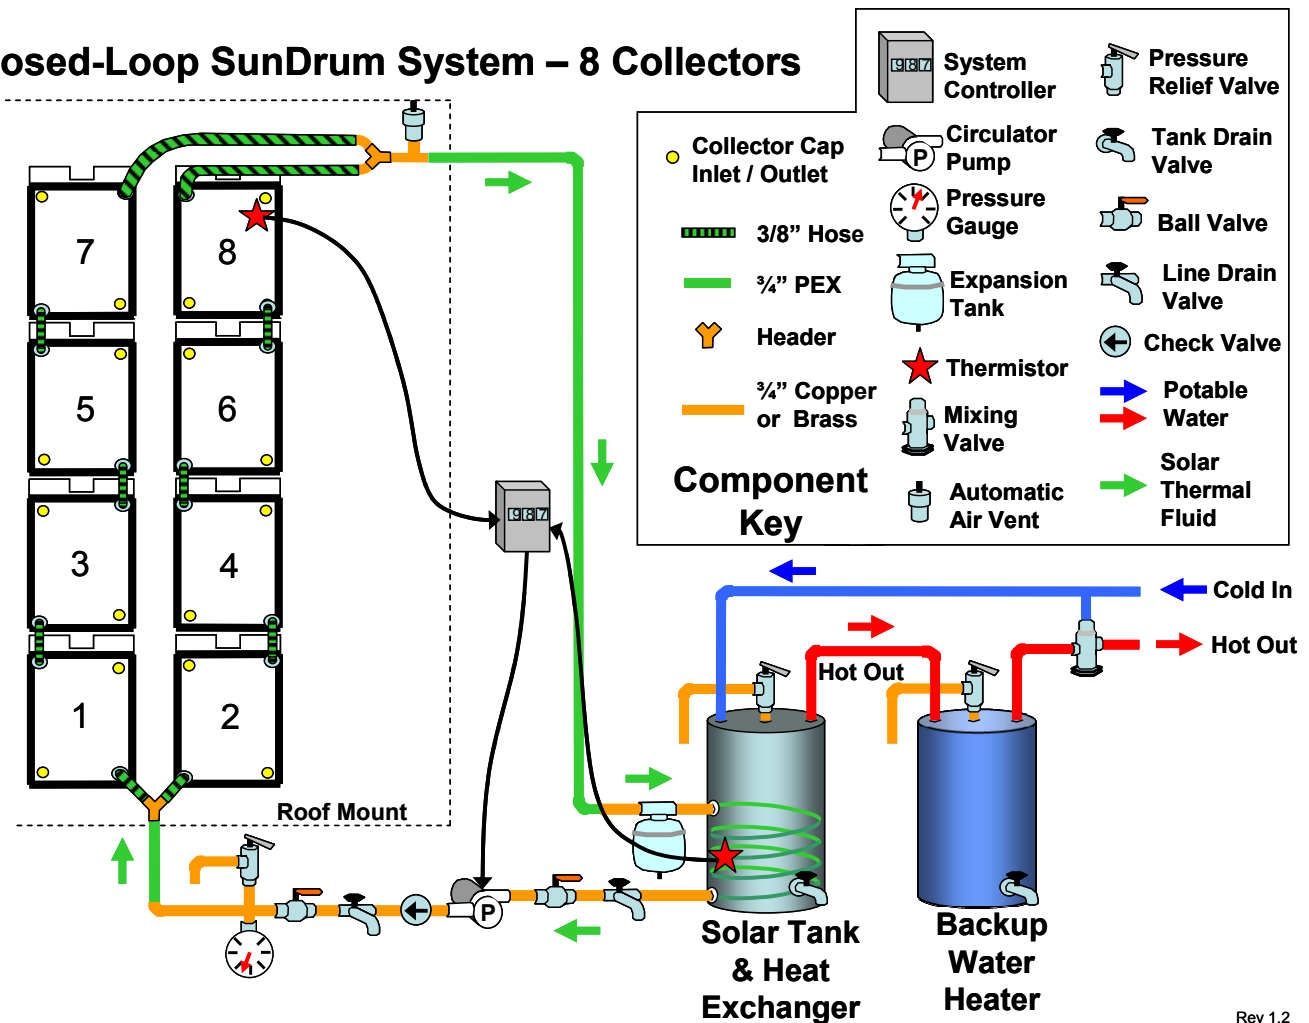 osed-Loop SunDrum System – 8 Collectors
Collector Cap
Inlet / Outlet
3/8” Hose
¾” PEX
Header
¾” Copper
or Brass
Component
Key
987
System
Controller
P
Circulator
Pump
Pressure
Gauge
Expansion
Tank
Thermistor
Mixing
Valve
Automatic
Air Vent
Pressure
Relief Valve
Tank Drain
Valve
Ball Valve
Line Drain
Valve
Check Valve
Potable
Water
Solar
Thermal
Fluid
7
8
5
6
3
4
1
2
Roof Mount
987
Cold In
Hot Out
Hot Out
P
Solar Tank
& Heat
Exchanger
Backup
Water
Heater
Rev 1.2